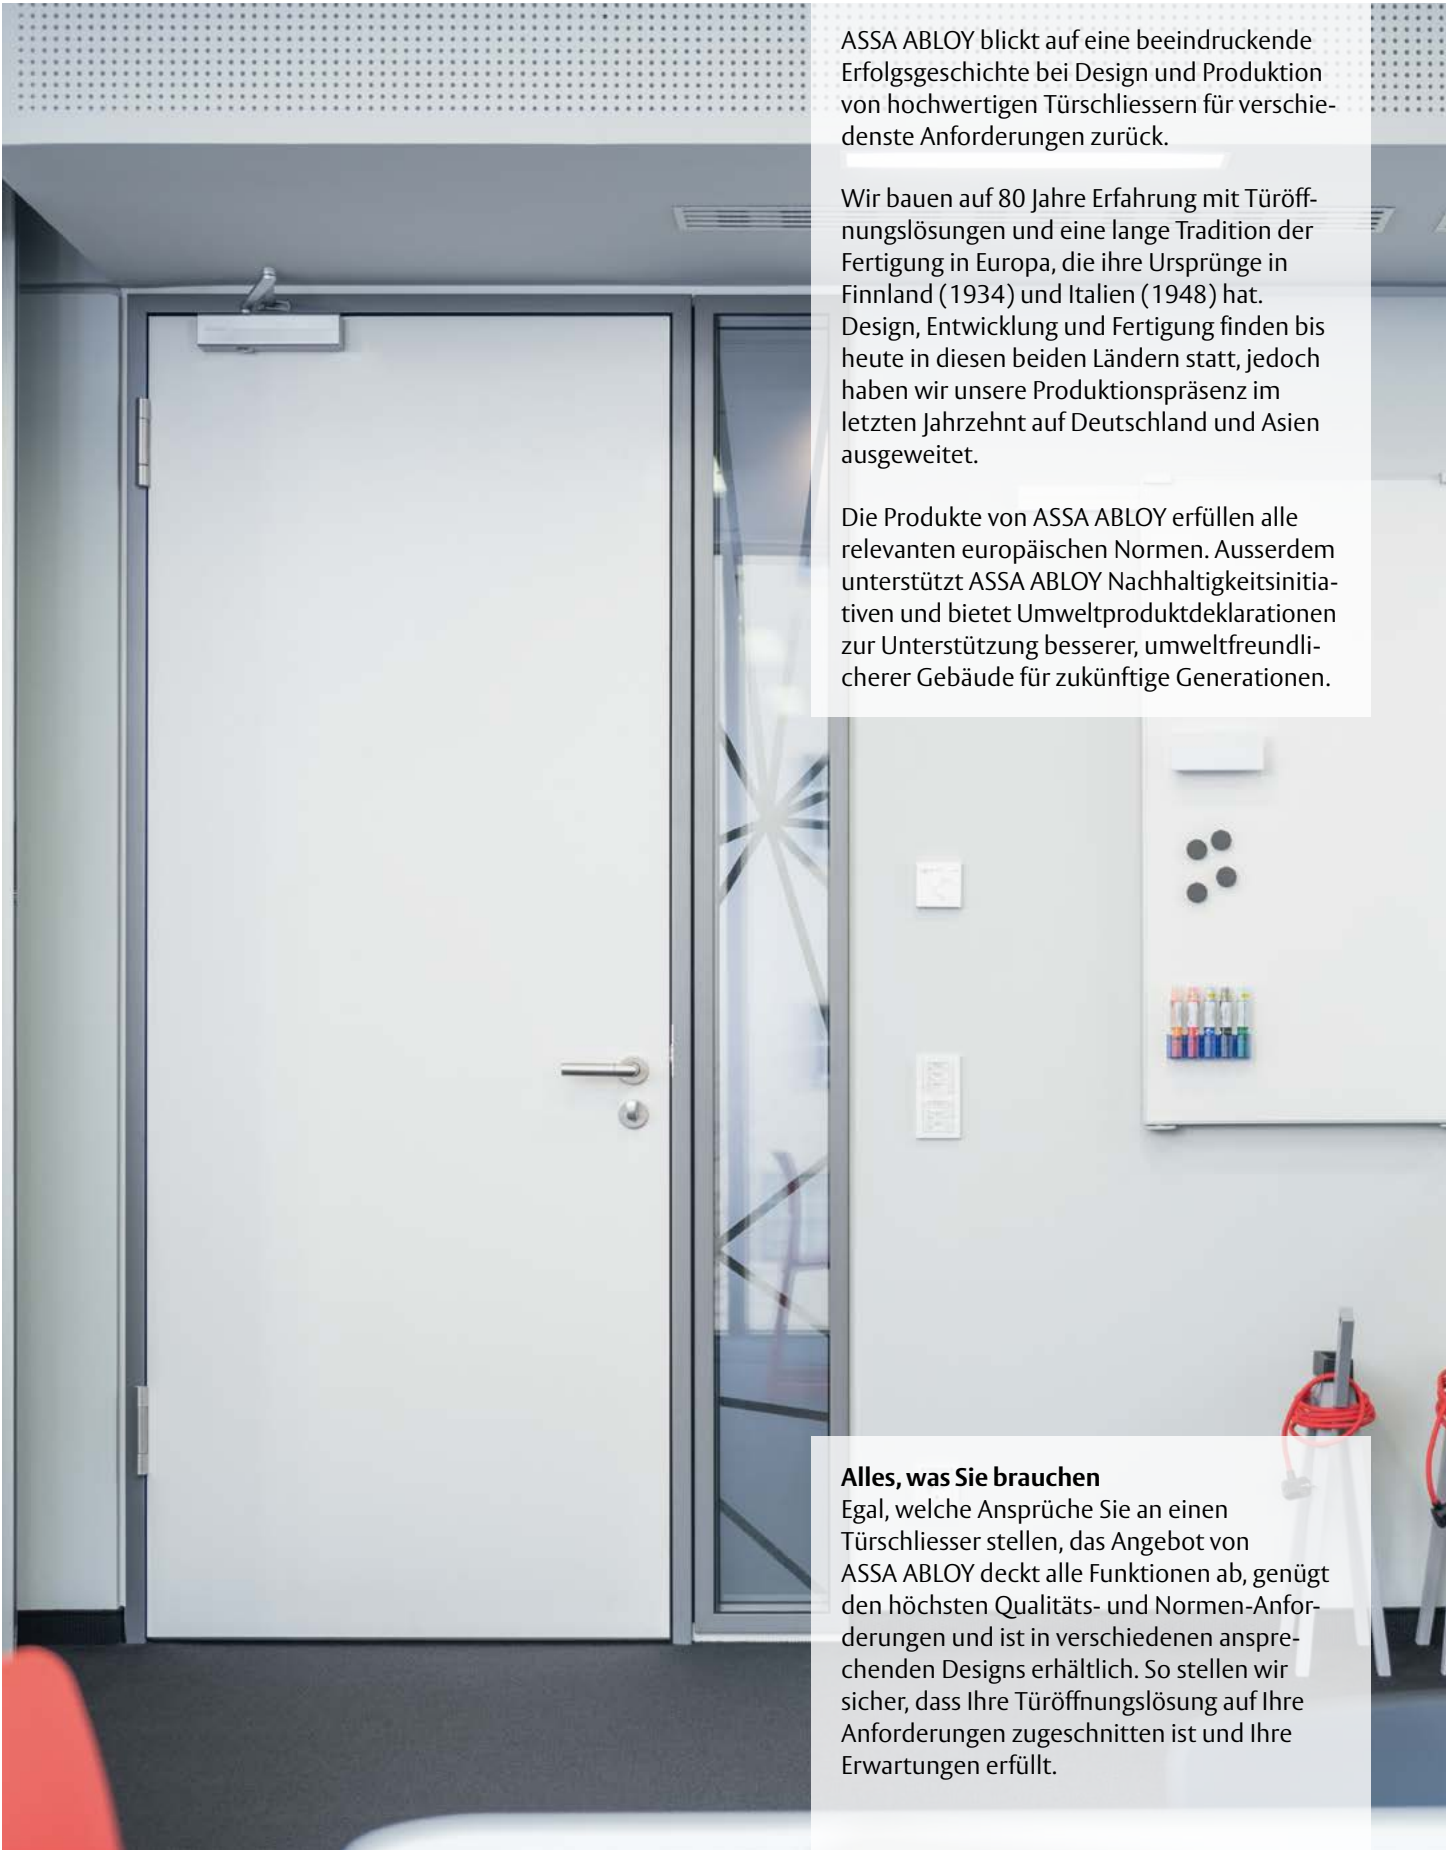 ASSA ABLOY blickt auf eine beeindruckende
Erfolgsgeschichte bei Design und Produktion
von hochwertigen Türschliessern für verschie-
denste Anforderungen zurück.
Wir bauen auf 80 Jahre Erfahrung mit Türöff-
nungslösungen und eine lange Tradition der
Fertigung in Europa, die ihre Ursprünge in
Finnland (1934) und Italien (1948) hat.
Design, Entwicklung und Fertigung finden bis
heute in diesen beiden Ländern statt, jedoch
haben wir unsere Produktionspräsenz im
letzten Jahrzehnt auf Deutschland und Asien
ausgeweitet.
Die Produkte von ASSA ABLOY erfüllen alle
relevanten europäischen Normen. Ausserdem
unterstützt ASSA ABLOY Nachhaltigkeitsinitia-
tiven und bietet Umweltproduktdeklarationen
zur Unterstützung besserer, umweltfreundli-
cherer Gebäude für zukünftige Generationen.
Alles, was Sie brauchen
Egal, welche Ansprüche Sie an einen
Türschliesser stellen, das Angebot von
ASSA ABLOY deckt alle Funktionen ab, genügt
den höchsten Qualitäts- und Normen-Anfor-
derungen und ist in verschiedenen anspre-
chenden Designs erhältlich. So stellen wir
sicher, dass Ihre Türöffnungslösung auf Ihre
Anforderungen zugeschnitten ist und Ihre
Erwartungen erfüllt.